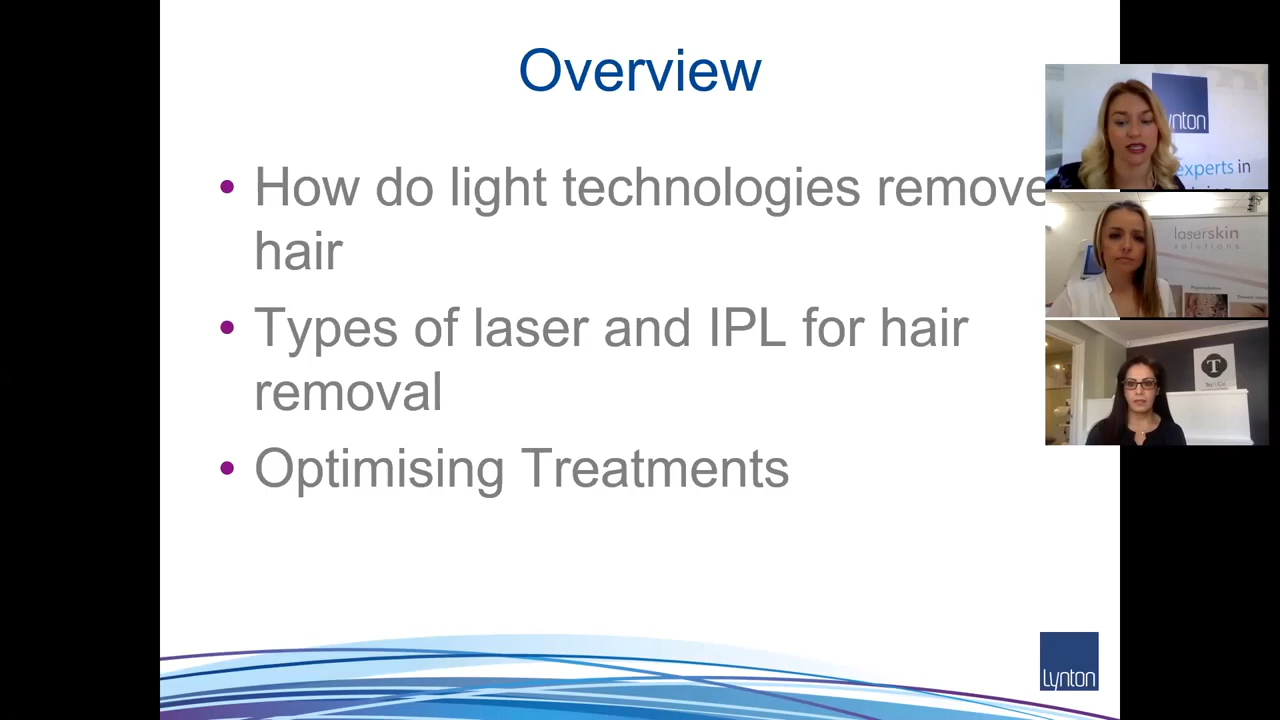 Overview
• How do light technologies remove
hair
• Types of laser and IPL for hair
removal
• Optimising Treatments
experts in
laserskin
solutions
T
Lynton